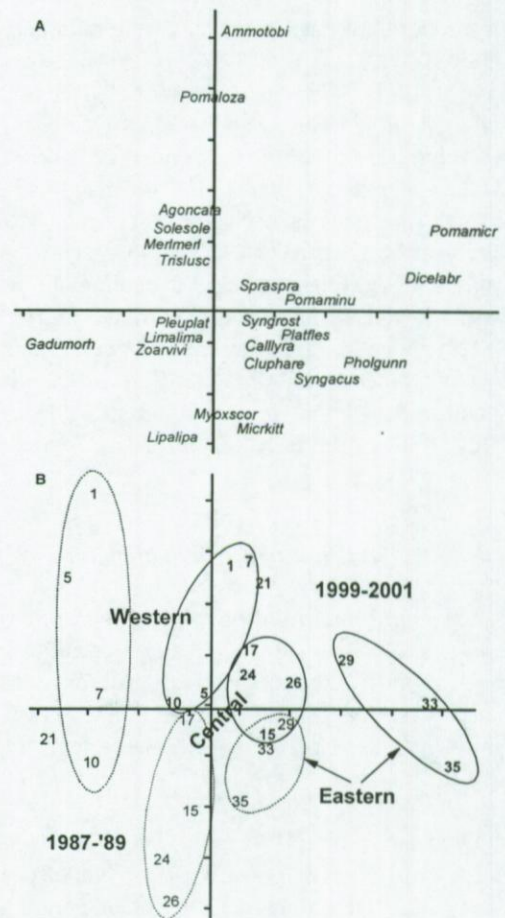 A
Ammotobi
Pomaloza
Agoncata
Solesole
Pomamicr
Merlmerl
Trislusc
Dicelabr
Spraspra
Pomaminu
Pleuplat
Syngrost
Limalima
Platfles
Gadumorh
Zoarvivi
Calllyra
Cluphare
Pholgunn
Syngacus
Myoxscor
Micrkitt
Lipalipa
B
1
1 7
5
21
1999-2001
Western
17
29
24
26
7
5
10
33
17
Central
29
15
21
33
10
35
35
Eastern
15
1987-'89
24
26